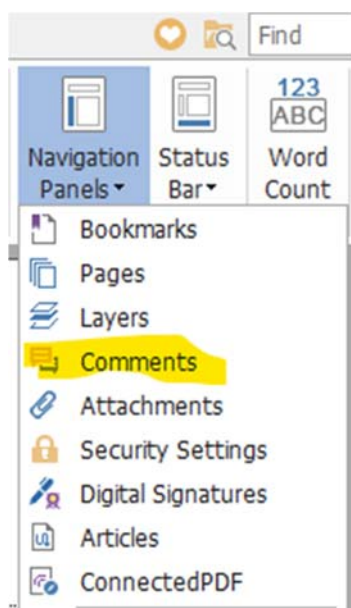 Find
123
ABC
Navigation Panels
Status Bar
Word Count
Bookmarks
Pages
Layers
Comments
Attachments
Security Settings
Digital Signatures
Articles
ConnectedPDF